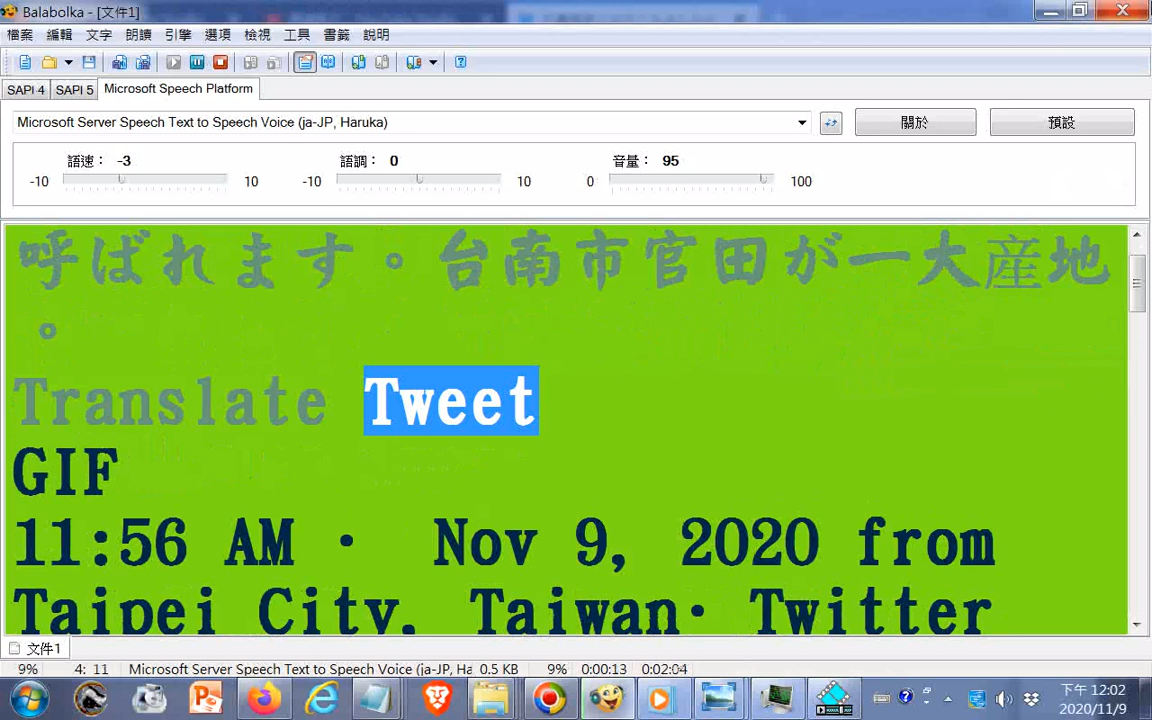 Balabolka - [文件1]
檔案 編輯 文字 朗讀 引擎 選項 檢視 工具 書籤 說明
SAPI 4 SAPI 5 Microsoft Speech Platform
Microsoft Server Speech Text to Speech Voice (ja-JP, Haruka) 關於 預設
語速： -3 語調： 0 音量： 95
-10 10 -10 10 0 100
呼ばれます。台南市官田が一大産地
。
Translate Tweet
GIF
11:56 AM · Nov 9, 2020 from
Taipei City, Taiwan· Twitter
文件1
9% 4: 11 Microsoft Server Speech Text to Speech Voice (ja-JP, Ha 0.5 KB 9% 0:00:13 0:02:04
下午 12:02
2020/11/9